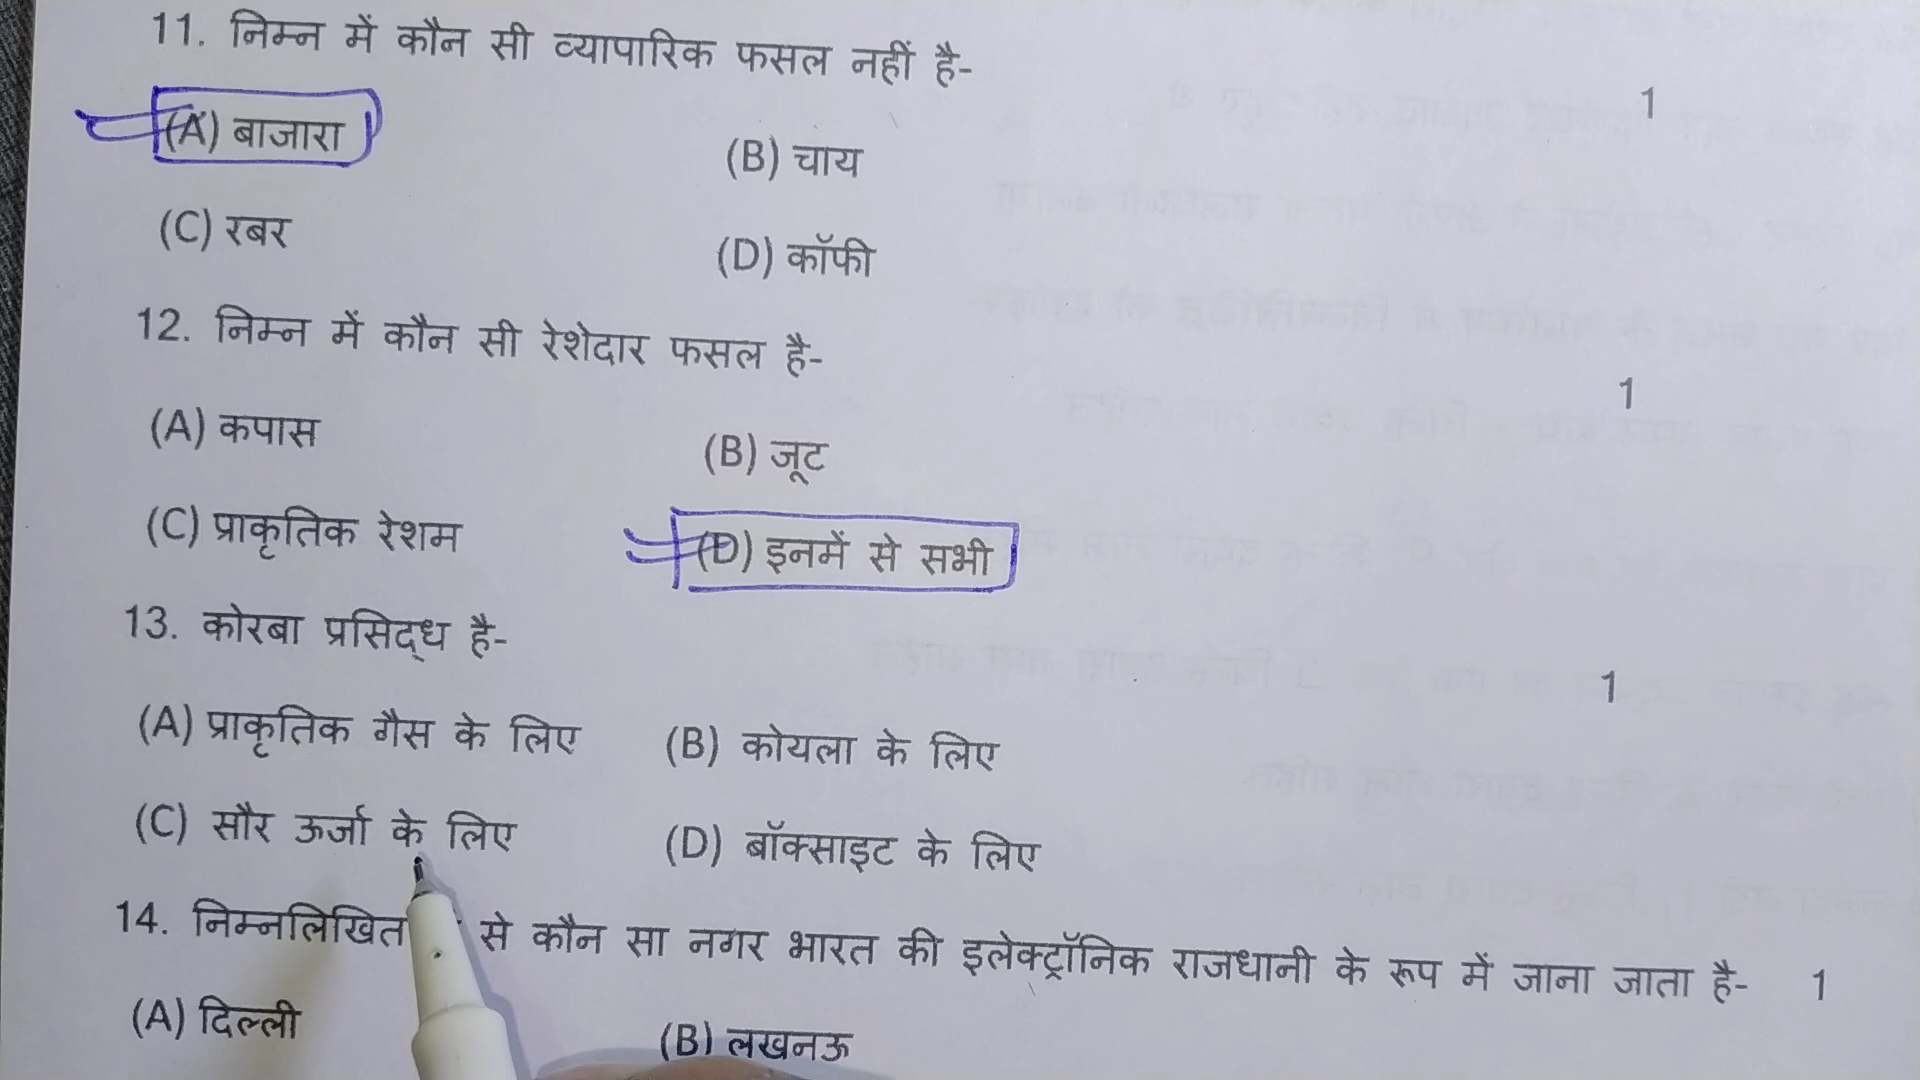 11. निम्न में कौन सी व्यापारिक फसल नहीं है-
1
(A) बाजारा
(B) चाय
(C) रबर
(D) कॉफी
12. निम्न में कौन सी रेशेदार फसल है-
1
(A) कपास
(B) जूट
(C) प्राकृतिक रेशम
(D) इनमें से सभी
13. कोरबा प्रसिद्ध है-
1
(A) प्राकृतिक गैस के लिए
(B) कोयला के लिए
(C) सौर ऊर्जा के लिए
(D) बॉक्साइट के लिए
14. निम्नलिखित से कौन सा नगर भारत की इलेक्ट्रॉनिक राजधानी के रूप में जाना जाता है- 1
(A) दिल्ली
(B) लखनऊ